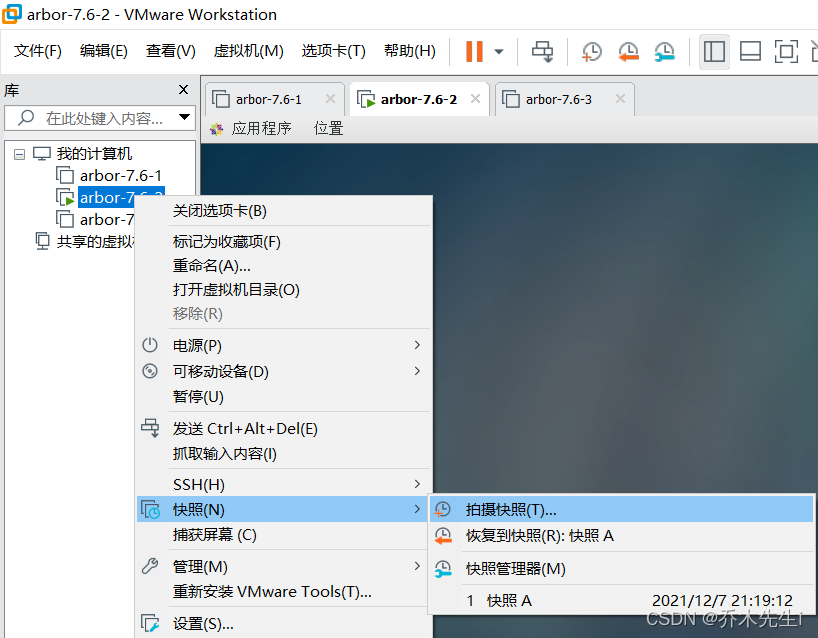 arbor-7.6-2 - VMware Workstation
文件(F) 编辑(E) 查看(V) 虚拟机(M) 选项卡(T) 帮助(H)
库
在此处键入内容...
我的计算机
arbor-7.6-1
arbor-7.6-2
arbor-7
共享的虚拟
arbor-7.6-1 arbor-7.6-2 arbor-7.6-3
应用程序 位置
关闭选项卡(B)
标记为收藏项(F)
重命名(A)...
打开虚拟机目录(O)
移除(R)
电源(P)
可移动设备(D)
暂停(U)
发送 Ctrl+Alt+Del(E)
抓取输入内容(I)
SSH(H)
快照(N)
捕获屏幕 (C)
管理(M)
重新安装 VMware Tools(T)...
设置(S)...
拍摄快照(T)...
恢复到快照(R): 快照 A
快照管理器(M)
1 快照 A 2021/12/7 21:19:12
CSDN @乔木先生i